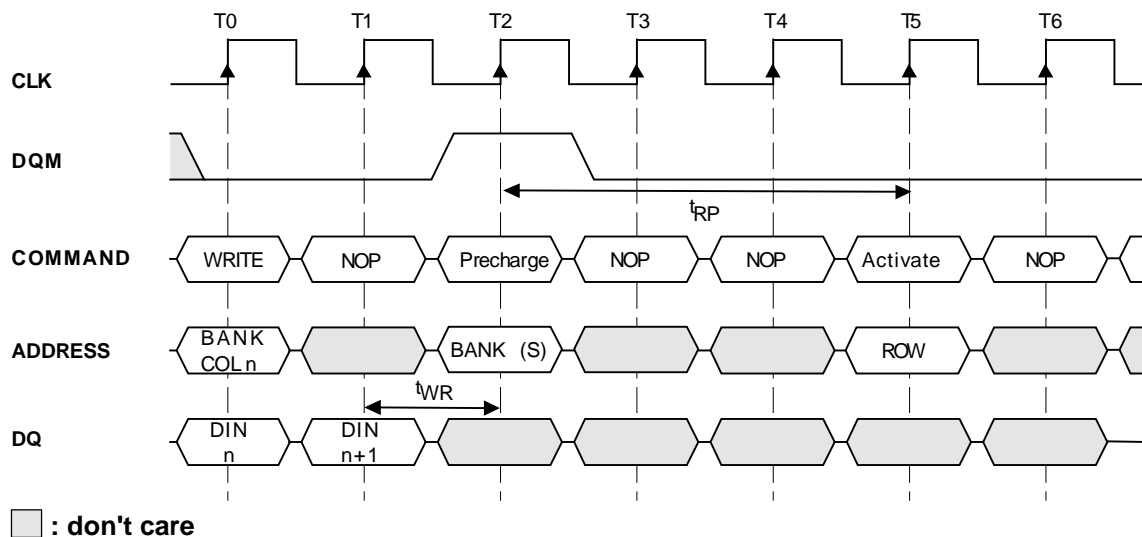 T0 T1 T2 T3 T4 T5 T6
CLK
DQM
tRP
COMMAND WRITE NOP Precharge NOP NOP Activate NOP
ADDRESS BANK COL n BANK (S) ROW
tWR
DQ DIN n DIN n+1
: don't care